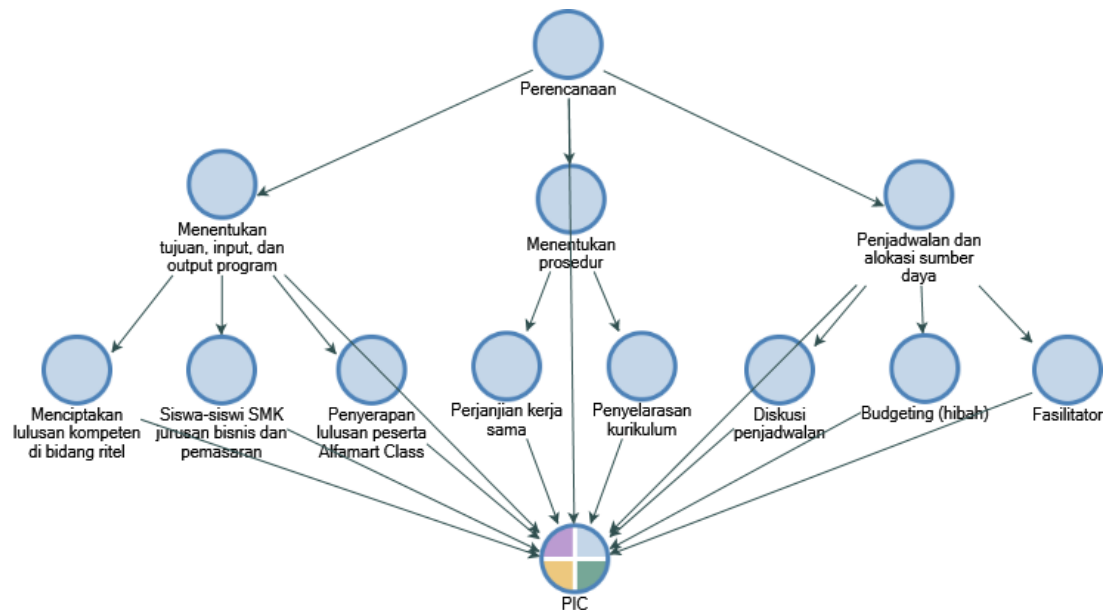 Perencanaan
Menentukan
tujuan, input, dan
output program
Menentukan
prosedur
Penjadwalan dan
alokasi sumber
daya
Menciptakan
lulusan kompeten
di bidang ritel
Siswa-siswi SMK
jurusan bisnis dan
pemasaran
Penyerapan
lulusan peserta
Alfamart Class
Perjanjian kerja
sama
Penyelarasan
kurikulum
Diskusi
penjadwalan
Budgeting (hibah)
Fasilitator
PIC